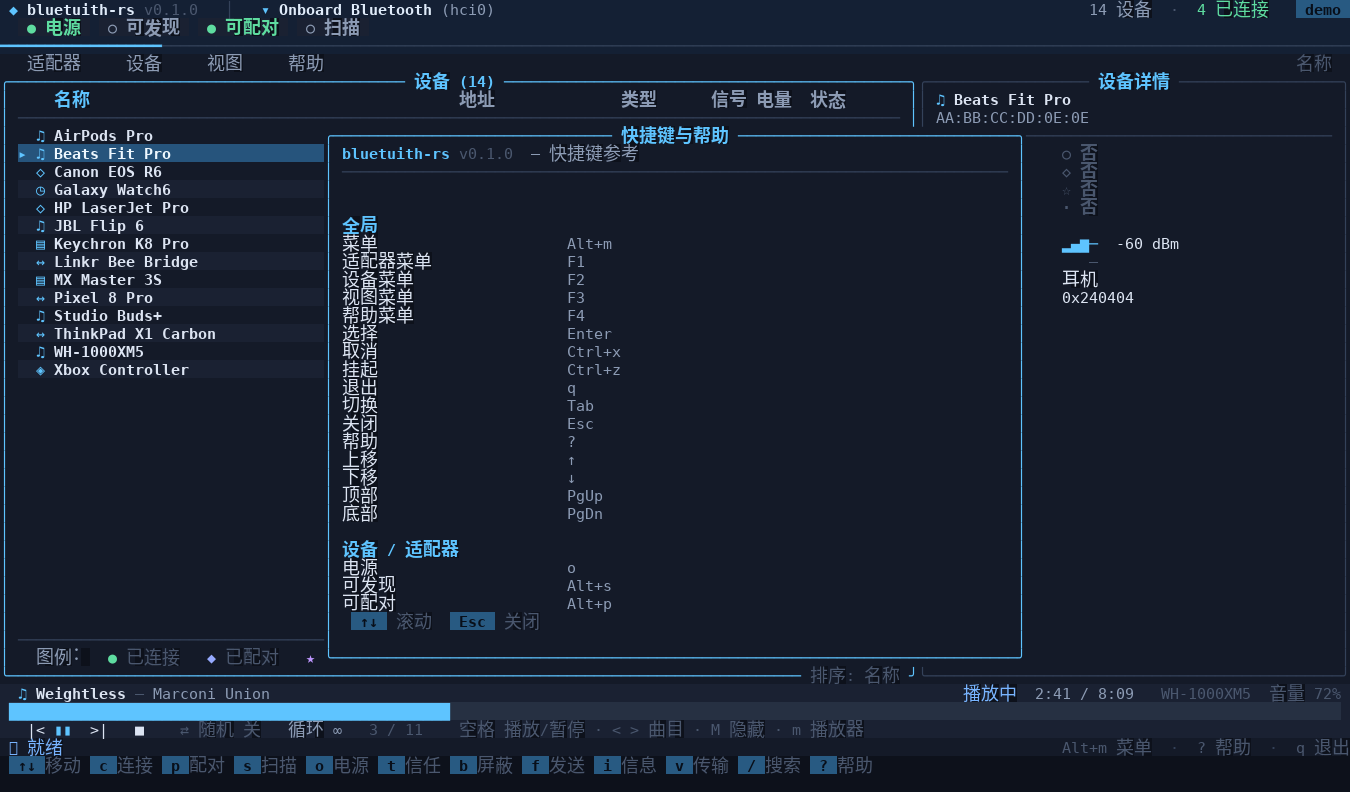 ◆ bluetuith-rs v0.1.0 │ ▾ Onboard Bluetooth (hci0) 14 设备 · 4 已连接 demo
● 电源 ○ 可发现 ● 可配对 ○ 扫描
适配器 设备 视图 帮助 名称
设备 (14) 设备详情
名称 地址 类型 信号 电量 状态 ♫ Beats Fit Pro
AA:BB:CC:DD:0E:0E
♫ AirPods Pro
▸ ♫ Beats Fit Pro
◇ Canon EOS R6
◷ Galaxy Watch6
◇ HP LaserJet Pro
♫ JBL Flip 6
▤ Keychron K8 Pro
↔ Linkr Bee Bridge
▤ MX Master 3S
↔ Pixel 8 Pro
♫ Studio Buds+
↔ ThinkPad X1 Carbon
♫ WH-1000XM5
◈ Xbox Controller
快捷键与帮助
bluetuith-rs v0.1.0 — 快捷键参考
全局
菜单 Alt+m
适配器菜单 F1
设备菜单 F2
视图菜单 F3
帮助菜单 F4
选择 Enter
取消 Ctrl+x
挂起 Ctrl+z
退出 q
切换 Tab
关闭 Esc
帮助 ?
上移 ↑
下移 ↓
顶部 PgUp
底部 PgDn
设备 / 适配器
电源 o
可发现 Alt+s
可配对 Alt+p
↑↓ 滚动 Esc 关闭
○ 否
◇ 否
☆ 否
· 否
-60 dBm
—
耳机
0x240404
图例: ● 已连接 ◆ 已配对 ★
排序: 名称
♫ Weightless — Marconi Union 播放中 2:41 / 8:09 WH-1000XM5 音量 72%
|< ▮▮ >| ■ ⇄ 随机 关 循环 ∞ 3 / 11 空格 播放/暂停 · < > 曲目 · M 隐藏 · m 播放器
就绪 Alt+m 菜单 · ? 帮助 · q 退出
↑↓ 移动 c 连接 p 配对 s 扫描 o 电源 t 信任 b 屏蔽 f 发送 i 信息 v 传输 / 搜索 ? 帮助